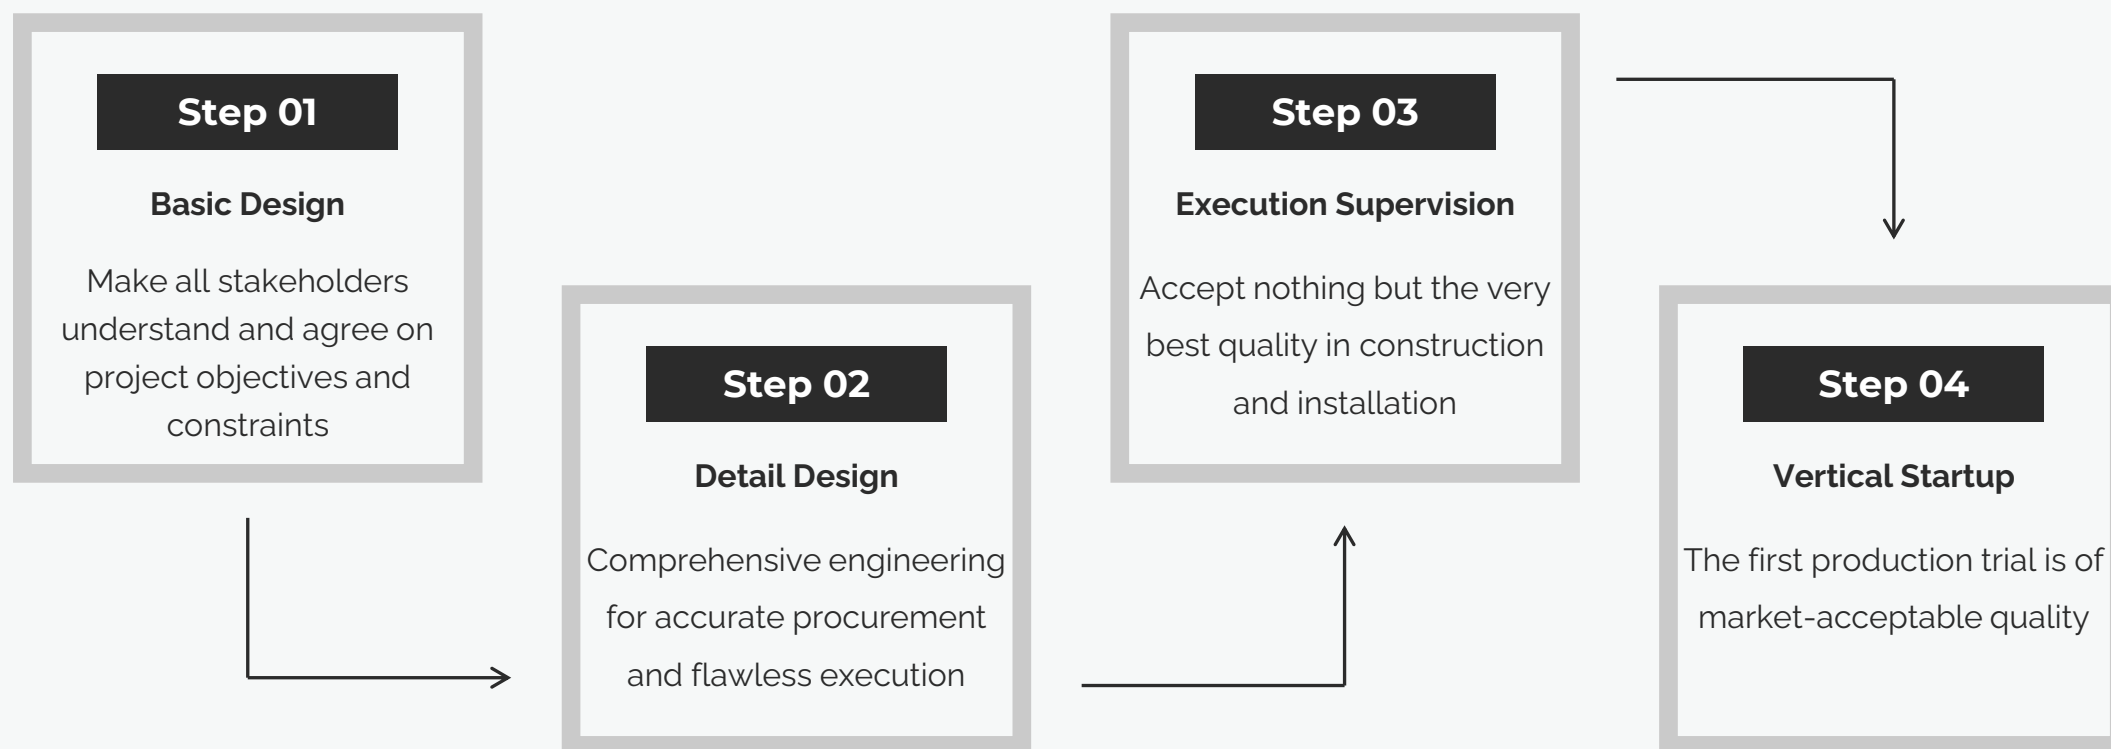 Step 01
Basic Design
Make all stakeholders
understand and agree on
project objectives and
constraints
Step 02
Detail Design
Comprehensive engineering
for accurate procurement
and flawless execution
Step 03
Execution Supervision
Accept nothing but the very
best quality in construction
and installation
Step 04
Vertical Startup
The first production trial is of
market-acceptable quality